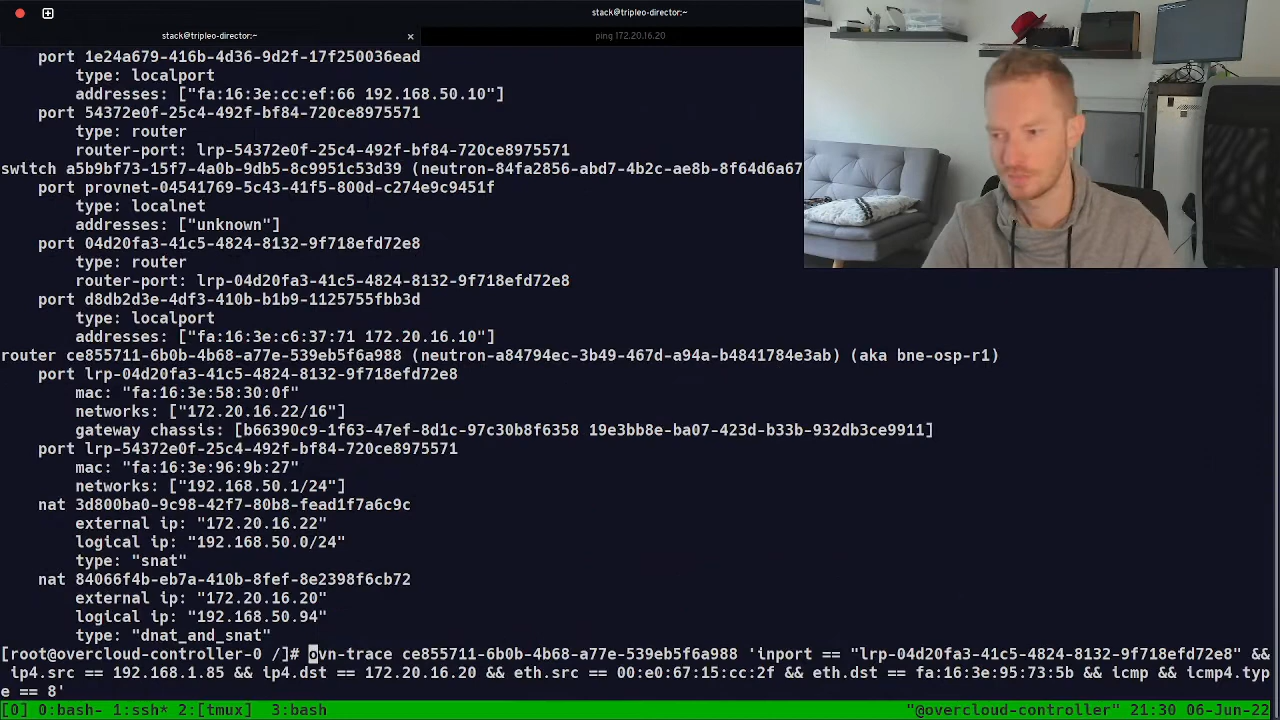 stack@tripleo-director:~
stack@tripleo-director:~ × ping 172.20.16.20
port 1e24a679-416b-4d36-9d2f-17f250036ead
type: localport
addresses: ["fa:16:3e:cc:ef:66 192.168.50.10"]
port 54372e0f-25c4-492f-bf84-720ce8975571
type: router
router-port: lrp-54372e0f-25c4-492f-bf84-720ce8975571
switch a5b9bf73-15f7-4a0b-9db5-8c9951c53d39 (neutron-84fa2856-abd7-4b2c-ae8b-8f64d6a67
port provnet-04541769-5c43-41f5-800d-c274e9c9451f
type: localnet
addresses: ["unknown"]
port 04d20fa3-41c5-4824-8132-9f718efd72e8
type: router
router-port: lrp-04d20fa3-41c5-4824-8132-9f718efd72e8
port d8db2d3e-4df3-410b-b1b9-1125755fbb3d
type: localport
addresses: ["fa:16:3e:c6:37:71 172.20.16.10"]
router ce855711-6b0b-4b68-a77e-539eb5f6a988 (neutron-a84794ec-3b49-467d-a94a-b4841784e3ab) (aka bne-osp-r1)
port lrp-04d20fa3-41c5-4824-8132-9f718efd72e8
mac: "fa:16:3e:58:30:0f"
networks: ["172.20.16.22/16"]
gateway chassis: [b66390c9-1f63-47ef-8d1c-97c30b8f6358 19e3bb8e-ba07-423d-b33b-932db3ce9911]
port lrp-54372e0f-25c4-492f-bf84-720ce8975571
mac: "fa:16:3e:96:9b:27"
networks: ["192.168.50.1/24"]
nat 3d800ba0-9c98-42f7-80b8-fead1f7a6c9c
external ip: "172.20.16.22"
logical ip: "192.168.50.0/24"
type: "snat"
nat 84066f4b-eb7a-410b-8fef-8e2398f6cb72
external ip: "172.20.16.20"
logical ip: "192.168.50.94"
type: "dnat_and_snat"
[root@overcloud-controller-0 /]# ovn-trace ce855711-6b0b-4b68-a77e-539eb5f6a988 'inport == "lrp-04d20fa3-41c5-4824-8132-9f718efd72e8" &&
ip4.src == 192.168.1.85 && ip4.dst == 172.20.16.20 && eth.src == 00:e0:67:15:cc:2f && eth.dst == fa:16:3e:95:73:5b && icmp && icmp4.typ
e == 8'
[0] 0:bash- 1:ssh* 2:[tmux] 3:bash "@overcloud-controller" 21:30 06-Jun-22